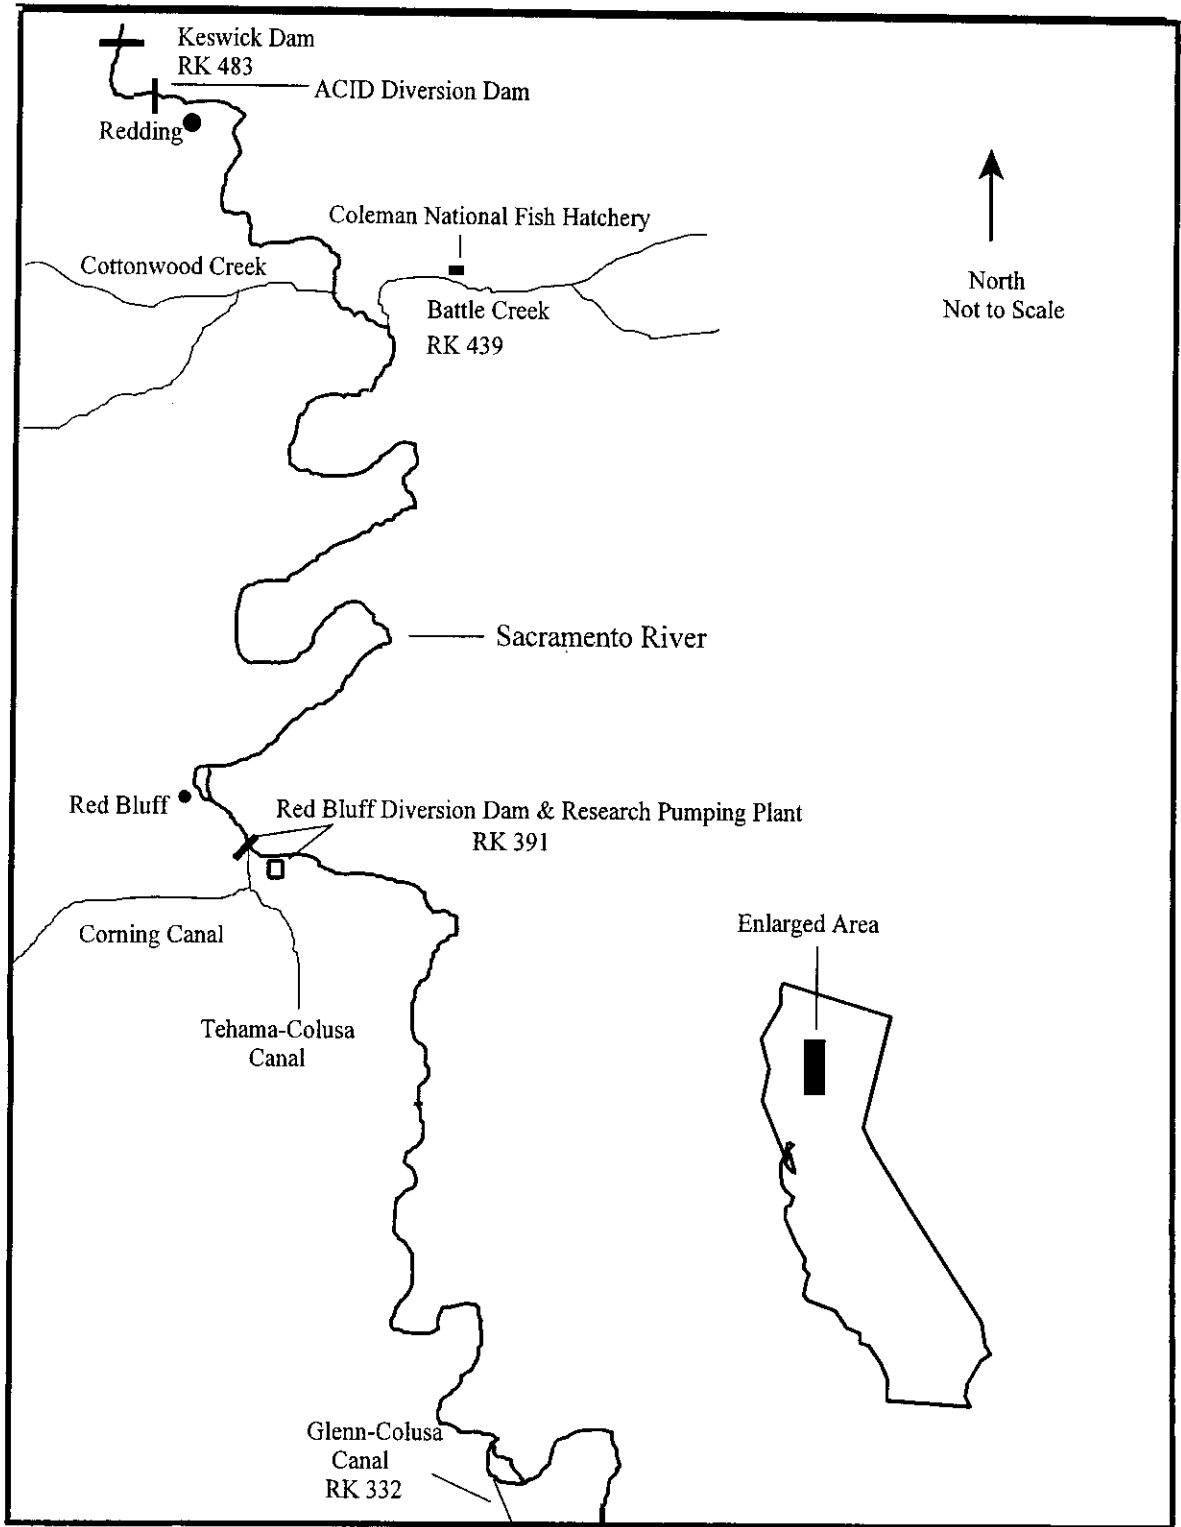 Keswick Dam
RK 483
ACID Diversion Dam
Redding
Coleman National Fish Hatchery
Cottonwood Creek
Battle Creek
RK 439
North
Not to Scale
Sacramento River
Red Bluff
Red Bluff Diversion Dam & Research Pumping Plant
RK 391
Corning Canal
Enlarged Area
Tehama-Colusa
Canal
Glenn-Colusa
Canal
RK 332